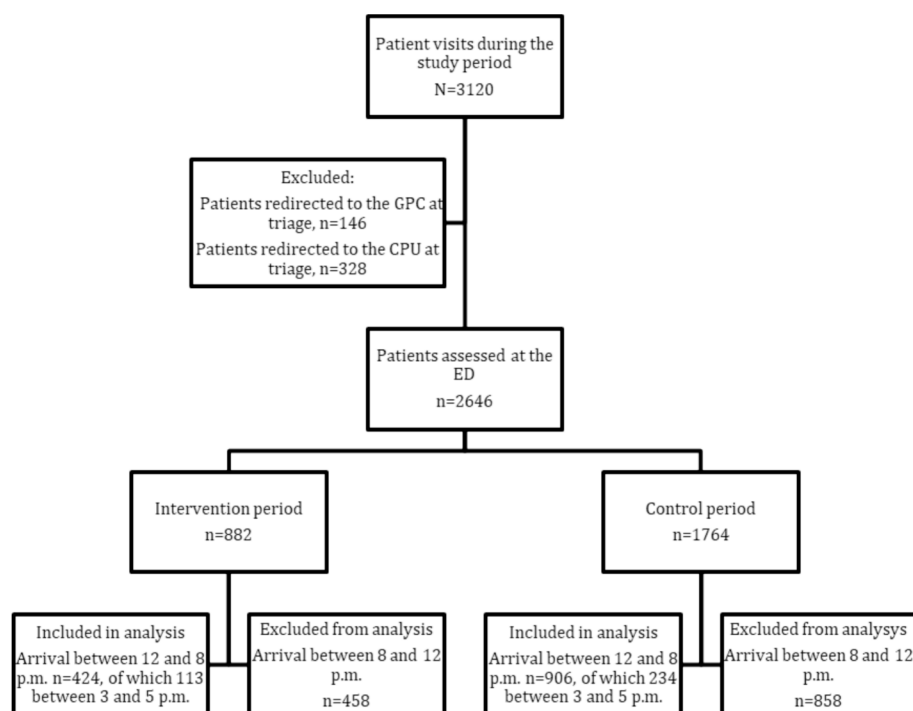 Patient visits during the
study period
N=3120
Excluded:
Patients redirected to the GPC at
triage, n=146
Patients redirected to the CPU at
triage, n=328
Patients assessed at the
ED
n=2646
Intervention period
n=882
Control period
n=1764
Included in analysis
Arrival between 12 and 8
p.m. n=424, of which 113
between 3 and 5 p.m.
Excluded from analysis
Arrival between 8 and 12
p.m.
n=458
Included in analysis
Arrival between 12 and 8
p.m. n=906, of which 234
between 3 and 5 p.m.
Excluded from analysys
Arrival between 8 and 12
p.m.
n=858